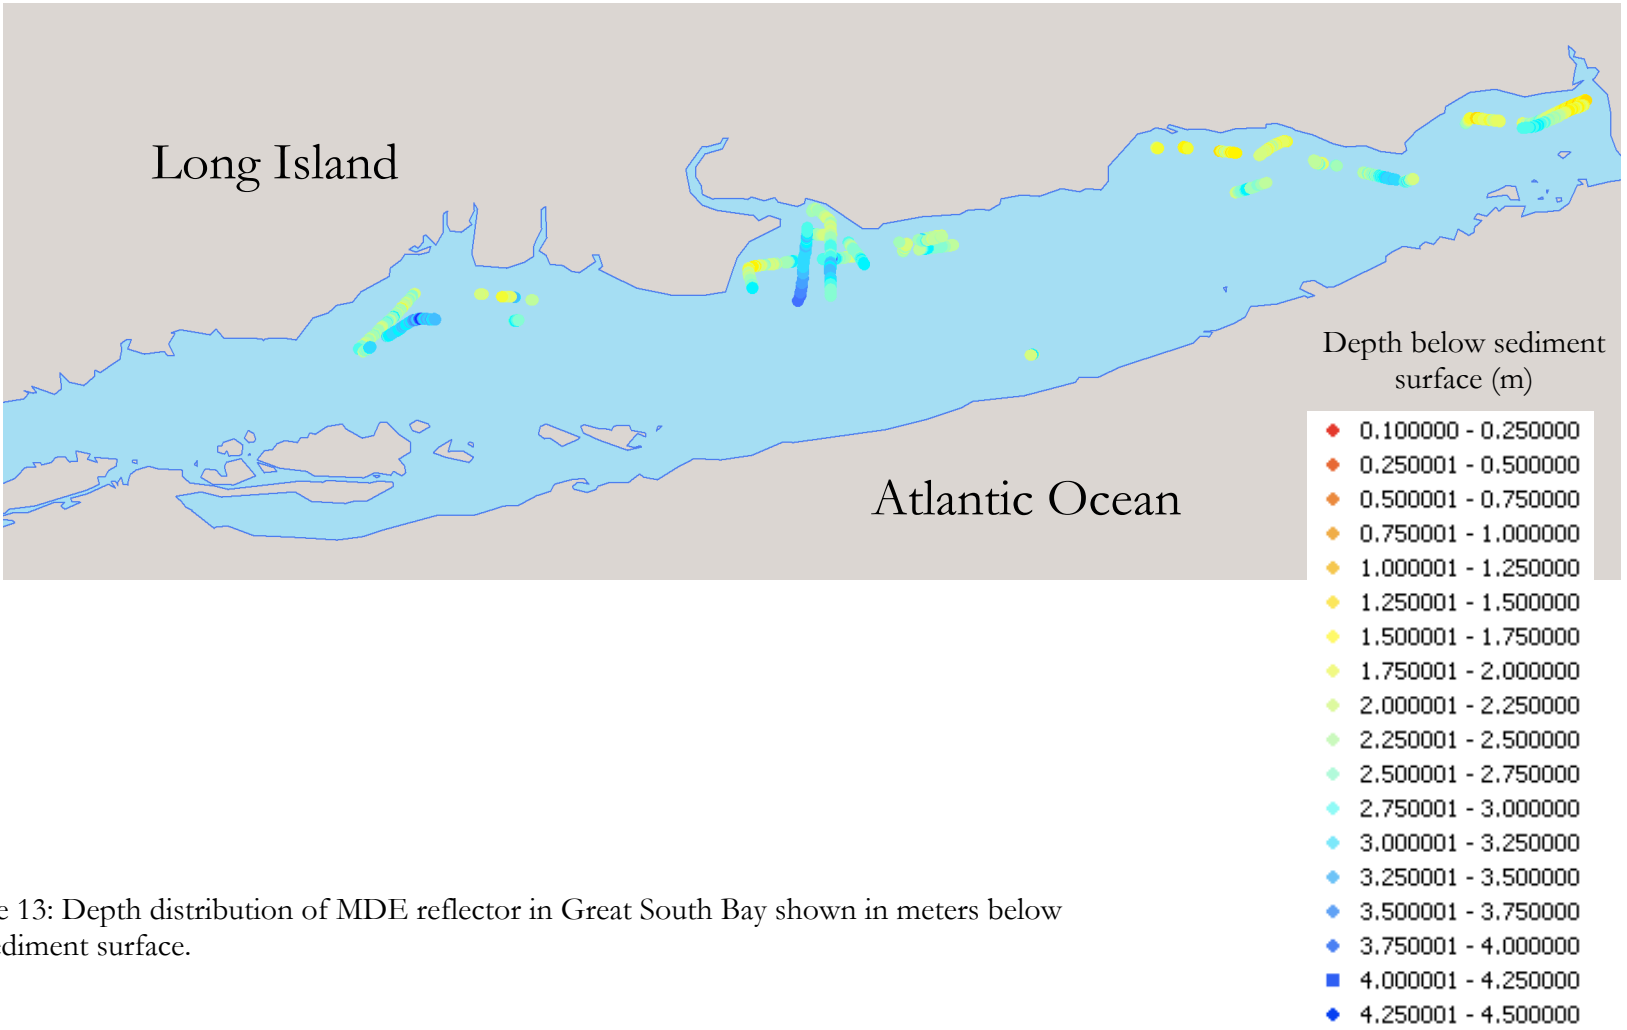 Long Island
Atlantic Ocean
Depth below sediment
surface (m)
0.100000 - 0.250000
0.250001 - 0.500000
0.500001 - 0.750000
0.750001 - 1.000000
1.000001 - 1.250000
1.250001 - 1.500000
1.500001 - 1.750000
1.750001 - 2.000000
2.000001 - 2.250000
2.250001 - 2.500000
2.500001 - 2.750000
2.750001 - 3.000000
3.000001 - 3.250000
3.250001 - 3.500000
3.500001 - 3.750000
3.750001 - 4.000000
4.000001 - 4.250000
4.250001 - 4.500000
e 13: Depth distribution of MDE reflector in Great South Bay shown in meters below
ediment surface.